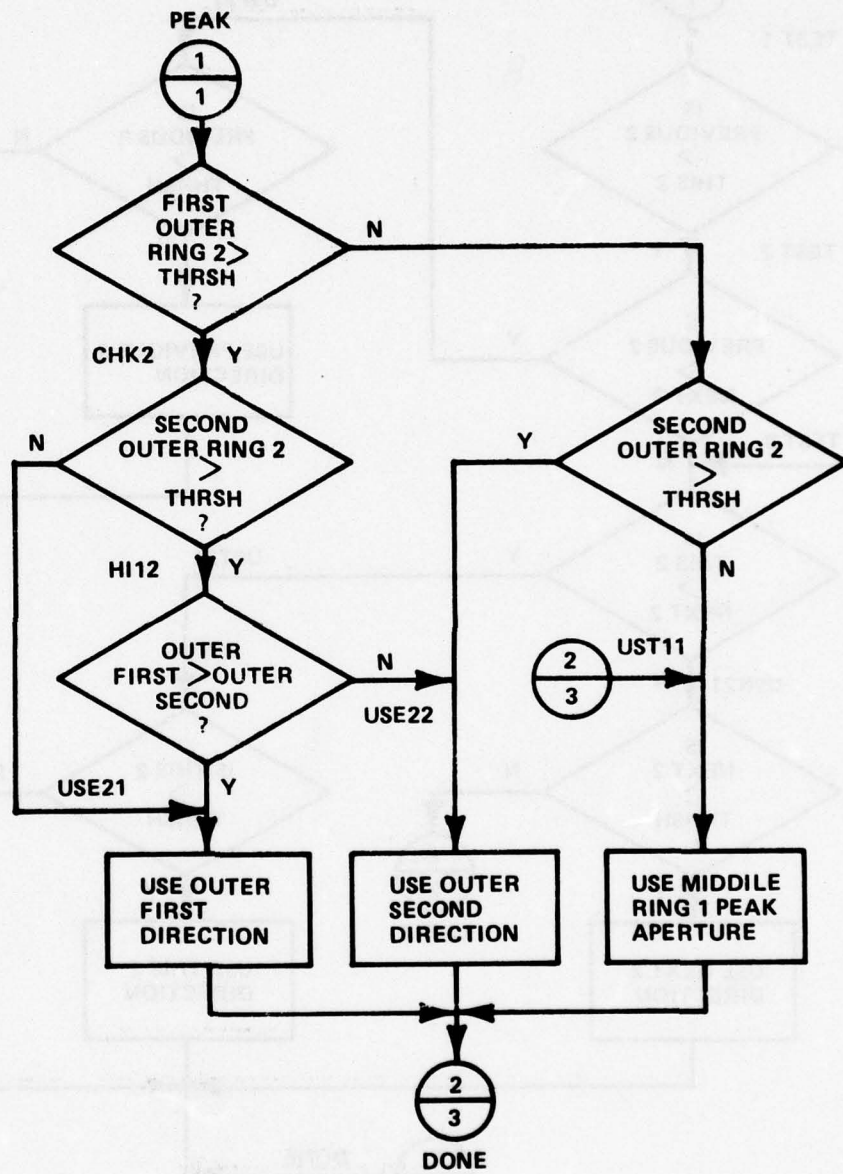 PEAK
1
1
FIRST
OUTER
RING 2>
THRSH
?
N
CHK2
Y
SECOND
OUTER RING 2
>
THRSH
?
N
SECOND
OUTER RING 2
>
THRSH
Y
HI12
Y
N
OUTER
FIRST >OUTER
SECOND
?
N
USE22
2
3
UST11
USE21
Y
USE OUTER
FIRST
DIRECTION
USE OUTER
SECOND
DIRECTION
USE MIDDILE
RING 1 PEAK
APERTURE
2
3
DONE